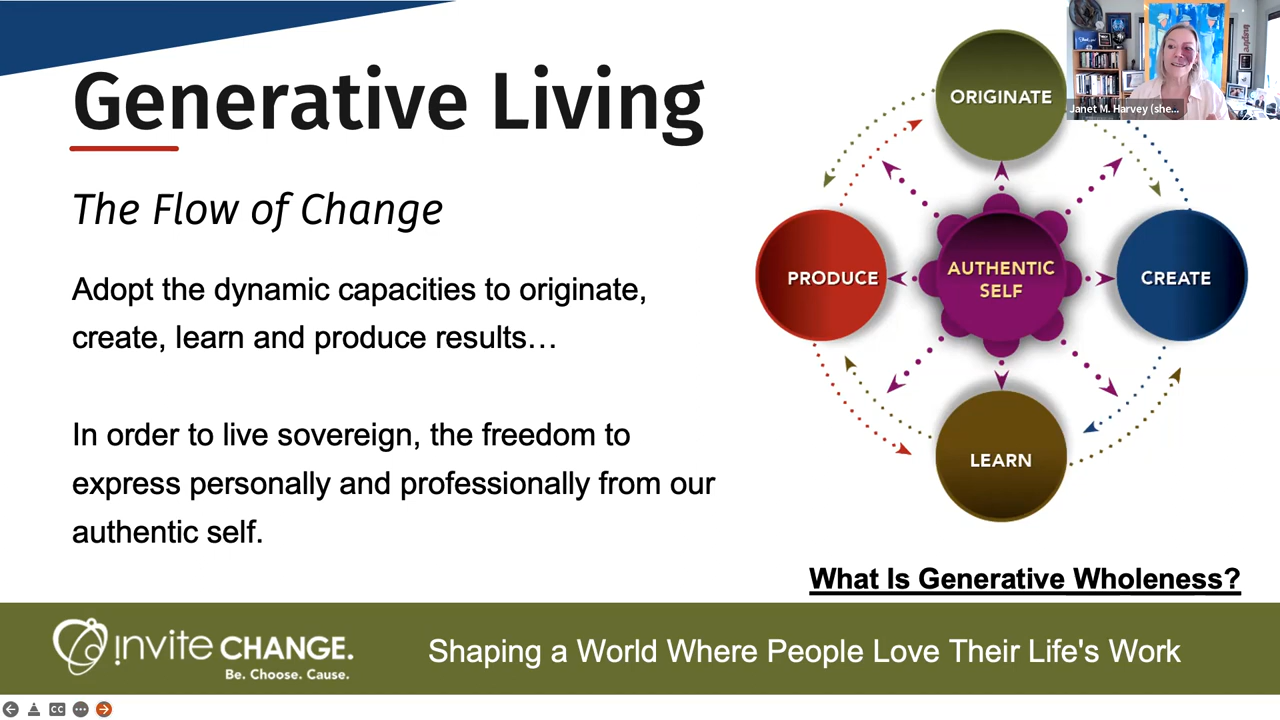 Generative Living
The Flow of Change
Adopt the dynamic capacities to originate,
create, learn and produce results…
In order to live sovereign, the freedom to
express personally and professionally from our
authentic self.
ORIGINATE
Janet M. Harvey (she...
PRODUCE
AUTHENTIC
SELF
CREATE
LEARN
What Is Generative Wholeness?
invite CHANGE.
Be. Choose. Cause.
Shaping a World Where People Love Their Life's Work
CC